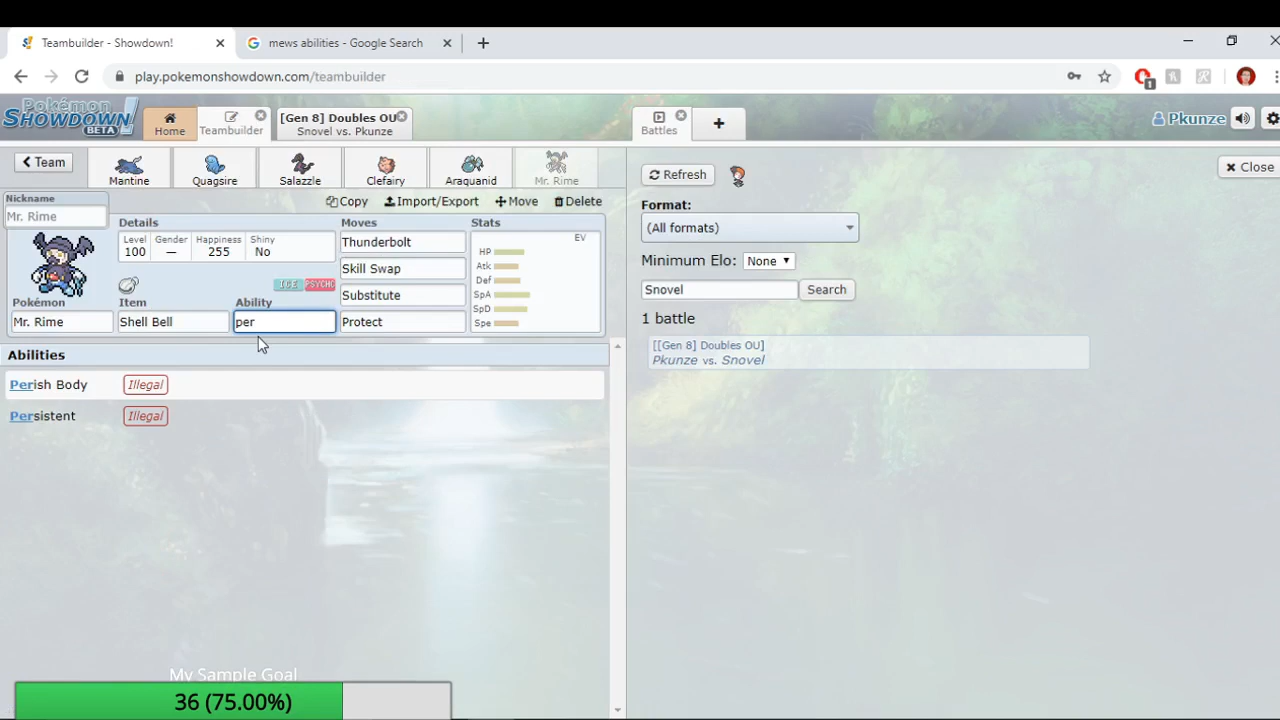 Teambuilder - Showdown!
mews abilities - Google Search
play.pokemonshowdown.com/teambuilder
1
Pokémon
SHOWDOWN!
BETA
Home
Teambuilder
[Gen 8] Doubles OU
Snovel vs. Pkunze
Battles
Pkunze
Team
Mantine
Quagsire
Salazzle
Clefairy
Araquanid
Mr. Rime
Refresh
Close
Nickname
Mr. Rime
Copy
Import/Export
Move
Delete
Format:
(All formats)
Details
Moves
Stats
Level
Gender
Happiness
Shiny
100
—
255
No
Thunderbolt
EV
HP
Atk
Def
SpA
SpD
Spe
Skill Swap
Minimum Elo:
None
ICE
PSYCHC
Substitute
Snovel
Search
Pokémon
Item
Ability
Mr. Rime
Shell Bell
per
Protect
1 battle
[[Gen 8] Doubles OU]
Pkunze vs. Snovel
Abilities
Perish Body
Illegal
Persistent
Illegal
My Sample Goal
36 (75.00%)